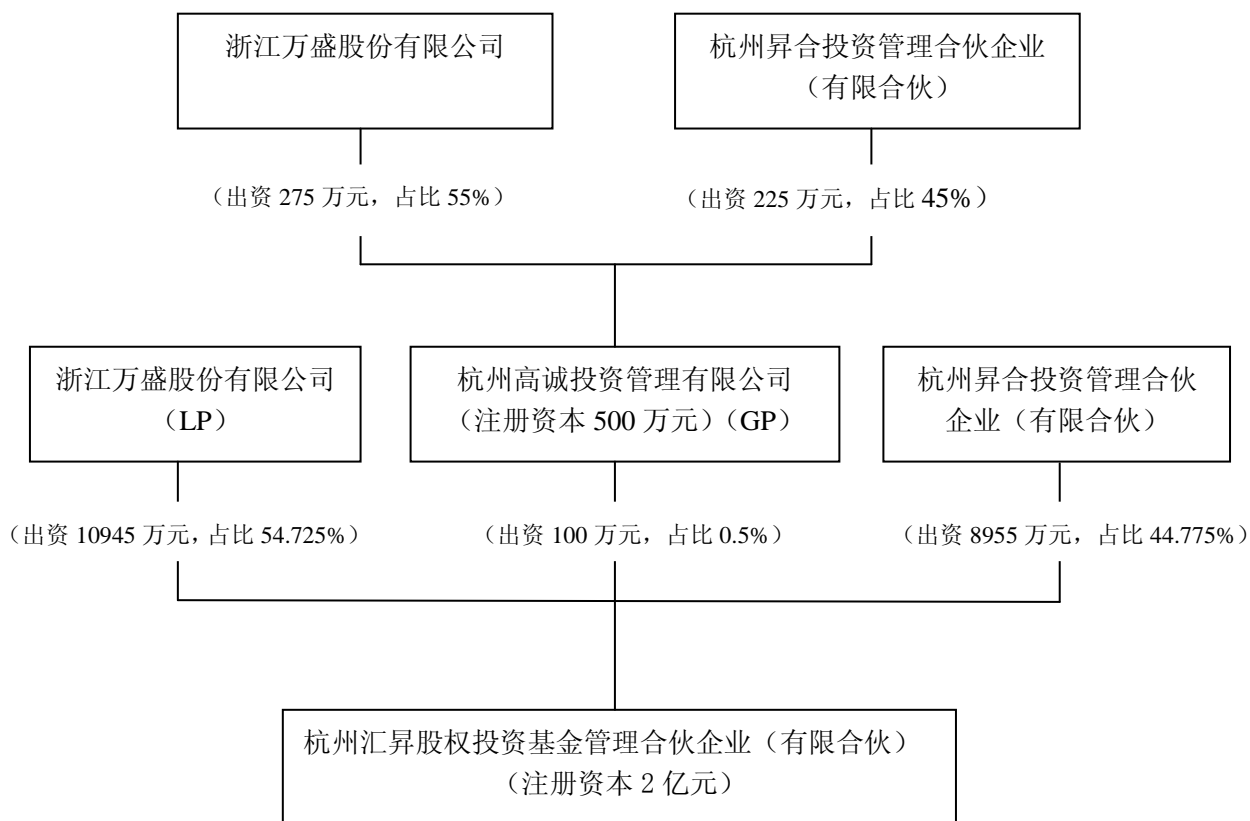 浙江万盛股份有限公司
杭州昇合投资管理合伙企业
（有限合伙）
（出资 275 万元，占比 55%）
（出资 225 万元，占比 45%）
浙江万盛股份有限公司
（LP）
杭州高诚投资管理有限公司
（注册资本 500 万元）（GP）
杭州昇合投资管理合伙
企业（有限合伙）
（出资 10945 万元，占比 54.725%）
（出资 100 万元，占比 0.5%）
（出资 8955 万元，占比 44.775%）
杭州汇昇股权投资基金管理合伙企业（有限合伙）
（注册资本 2 亿元）